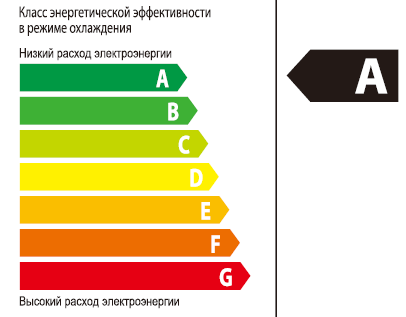 Класс энергетической эффективности
в режиме охлаждения
Низкий расход электроэнергии
A
A
B
C
D
E
F
G
Высокий расход электроэнергии